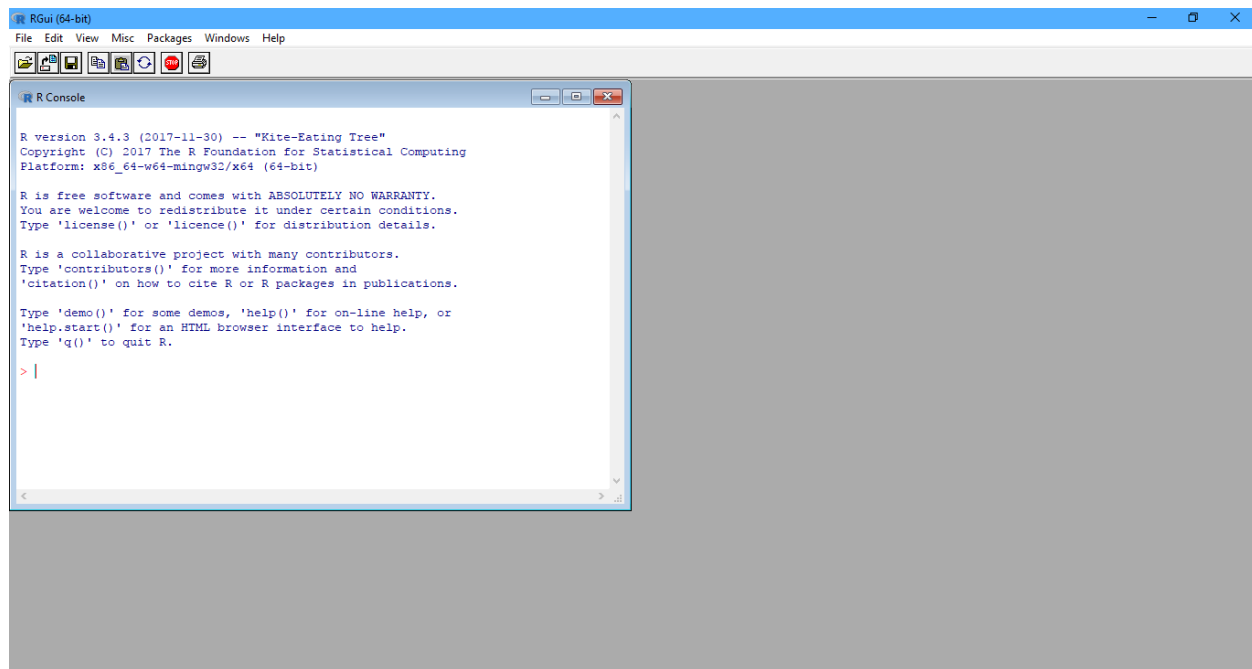 RGui (64-bit)
File Edit View Misc Packages Windows Help
STOP
R Console
R version 3.4.3 (2017-11-30) -- "Kite-Eating Tree"
Copyright (C) 2017 The R Foundation for Statistical Computing
Platform: x86_64-w64-mingw32/x64 (64-bit)
R is free software and comes with ABSOLUTELY NO WARRANTY.
You are welcome to redistribute it under certain conditions.
Type 'license()' or 'licence()' for distribution details.
R is a collaborative project with many contributors.
Type 'contributors()' for more information and
'citation()' on how to cite R or R packages in publications.
Type 'demo()' for some demos, 'help()' for on-line help, or
'help.start()' for an HTML browser interface to help.
Type 'q()' to quit R.
>